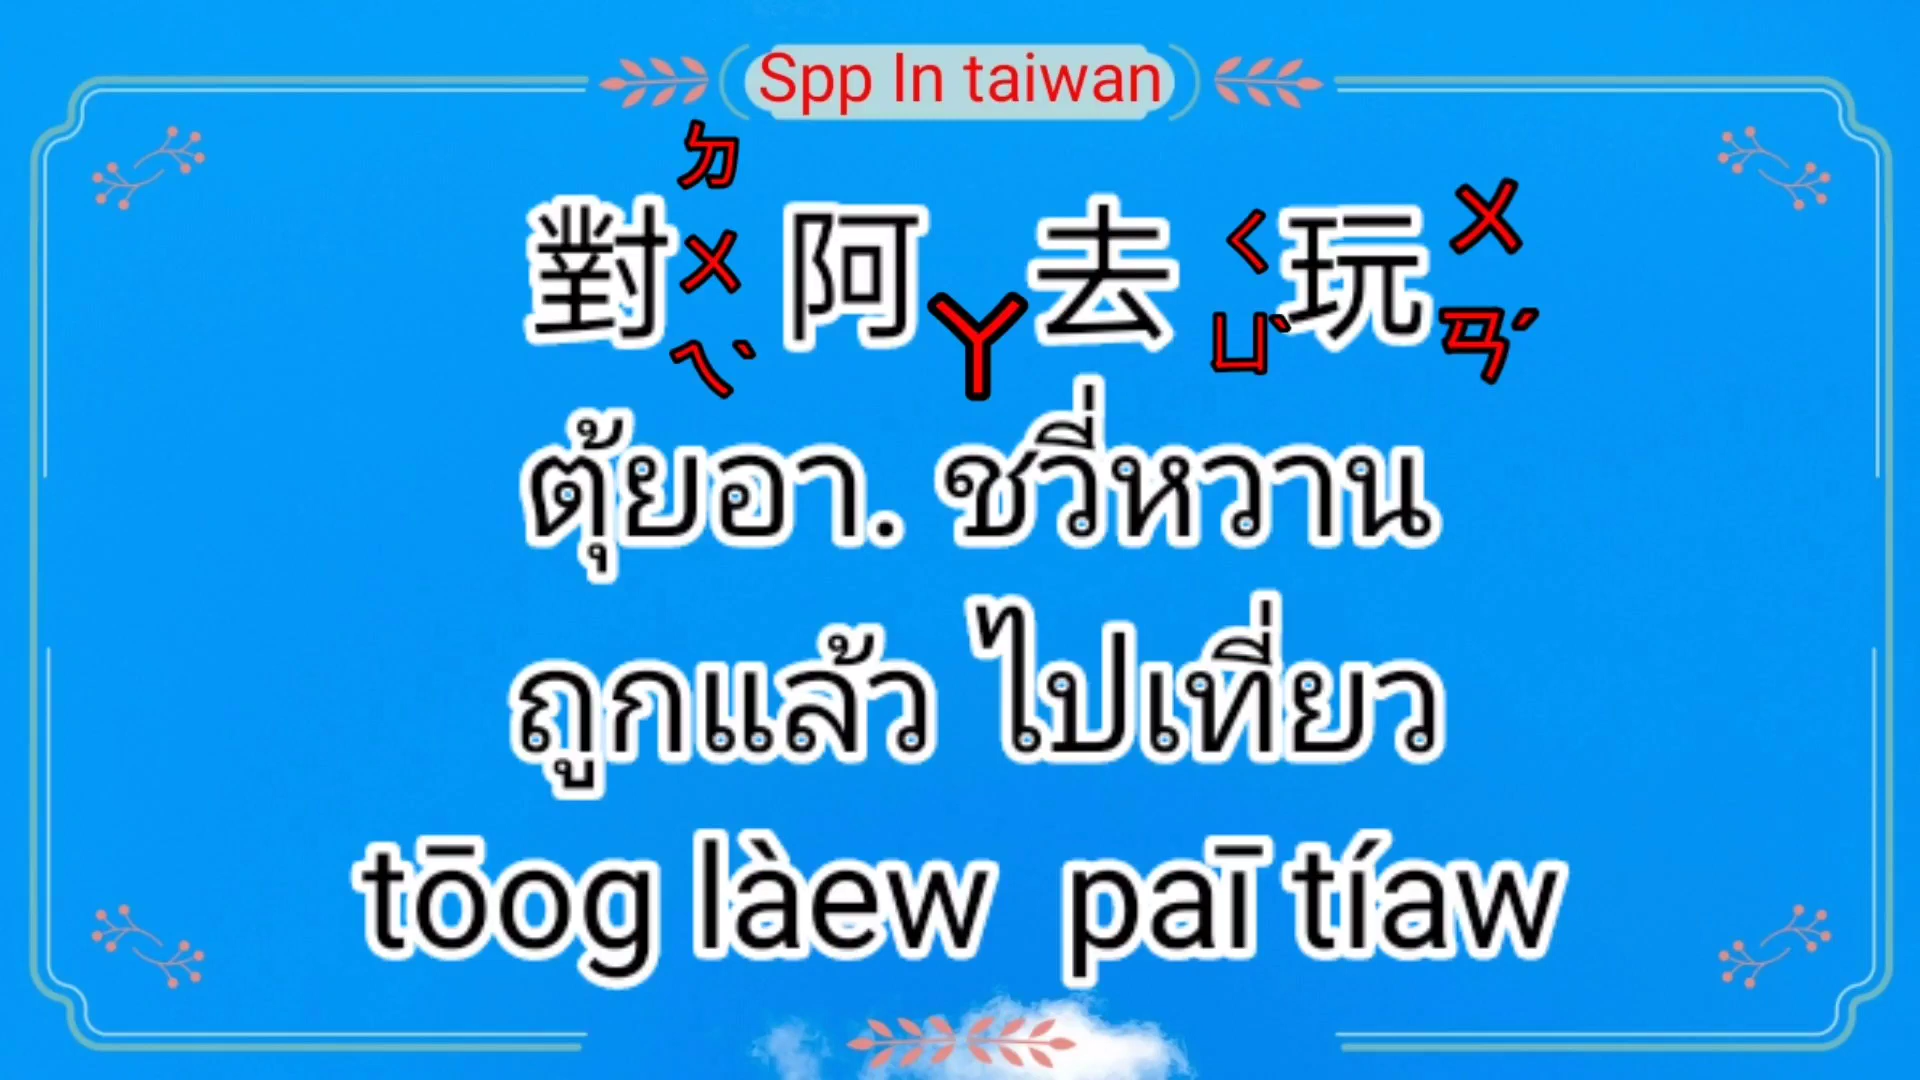 Spp In taiwan
對ㄉㄨㄟˋ 阿ㄚ 去ㄑㄩˋ 玩ㄨㄢˊ
ตุ้ยอา. ชวี่หวาน
ถูกแล้ว ไปเที่ยว
tōog làew paī tíaw